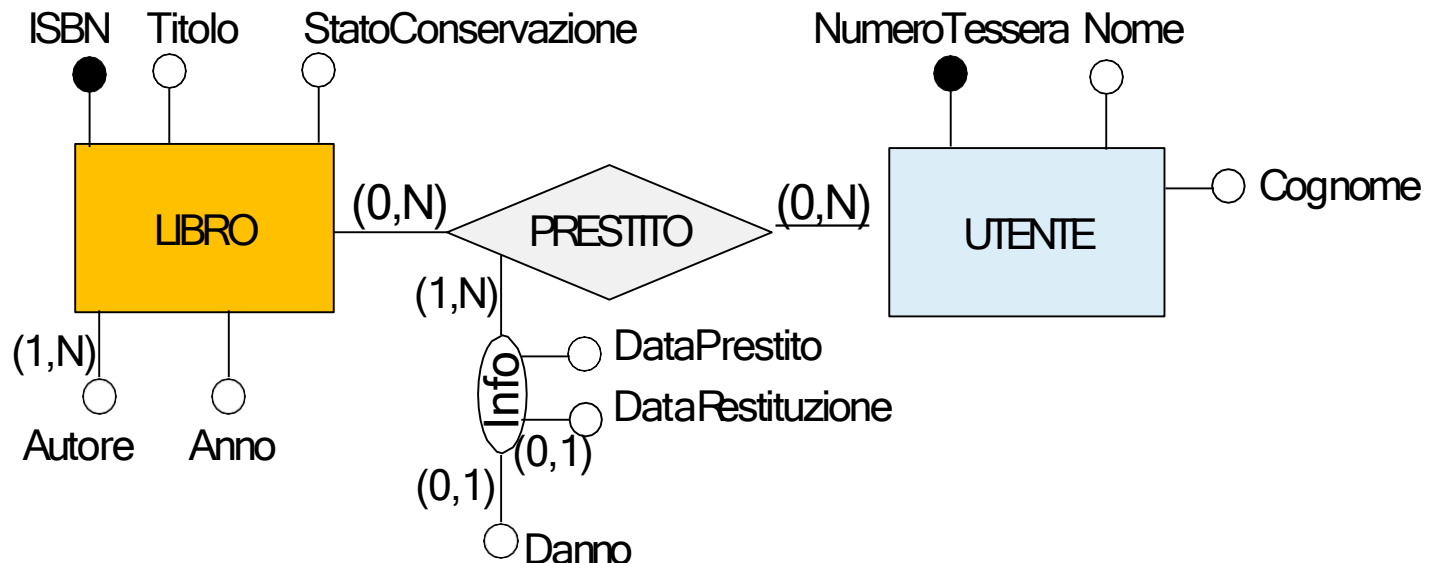 ISBN Titolo StatoConservazione NumeroTessera Nome
Cognome
(0,N) (0,N)
LIBRO PRESTITO UTENTE
(1,N)
(1,N) DataPrestito
Info
DataRestituzione
Autore Anno (0,1)
(0,1)
Danno